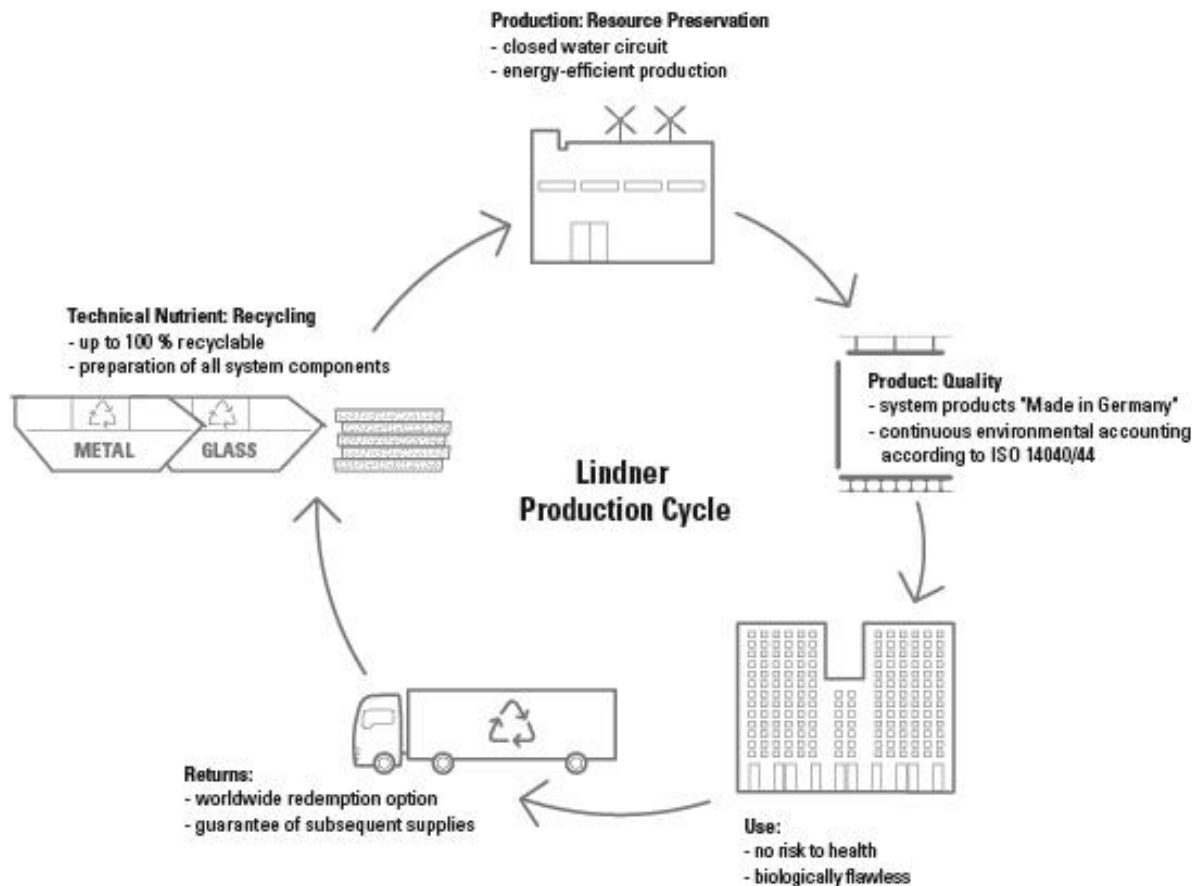 Production: Resource Preservation
- closed water circuit
- energy-efficient production
Technical Nutrient: Recycling
- up to 100 % recyclable
- preparation of all system components
METAL
GLASS
Product: Quality
- system products "Made in Germany"
- continuous environmental accounting
according to ISO 14040/44
Lindner
Production Cycle
Returns:
- worldwide redemption option
- guarantee of subsequent supplies
Use:
- no risk to health
- biologically flawless